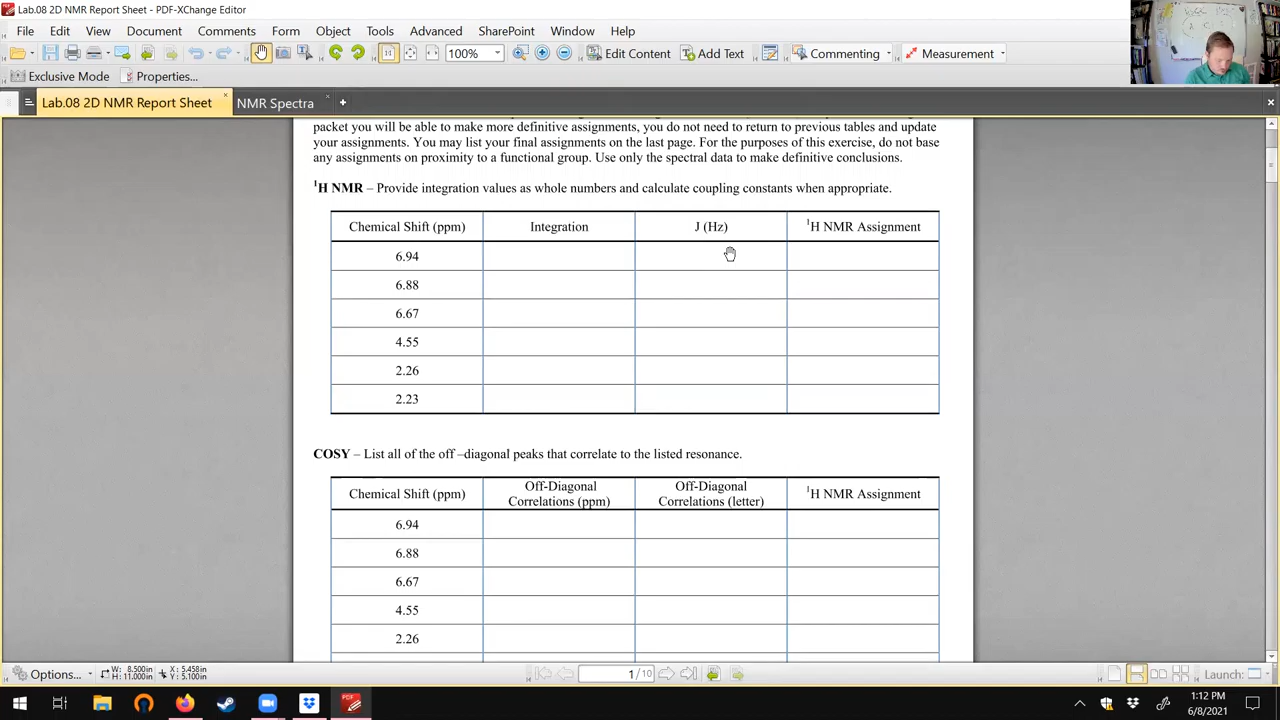 Lab.08 2D NMR Report Sheet - PDF-XChange Editor
File Edit View Document Comments Form Object Tools Advanced SharePoint Window Help
100% Edit Content Add Text Commenting Measurement
Exclusive Mode Properties...
Lab.08 2D NMR Report Sheet NMR Spectra
packet you will be able to make more definitive assignments, you do not need to return to previous tables and update
your assignments. You may list your final assignments on the last page. For the purposes of this exercise, do not base
any assignments on proximity to a functional group. Use only the spectral data to make definitive conclusions.
¹H NMR – Provide integration values as whole numbers and calculate coupling constants when appropriate.
Chemical Shift (ppm) Integration J (Hz) ¹H NMR Assignment
6.94
6.88
6.67
4.55
2.26
2.23
COSY – List all of the off –diagonal peaks that correlate to the listed resonance.
Chemical Shift (ppm) Off-Diagonal Correlations (ppm) Off-Diagonal Correlations (letter) ¹H NMR Assignment
6.94
6.88
6.67
4.55
2.26
Options... W: 8.500in H: 11.000in X: 5.458in Y: 5.100in 1 / 10 Launch:
1:12 PM
6/8/2021